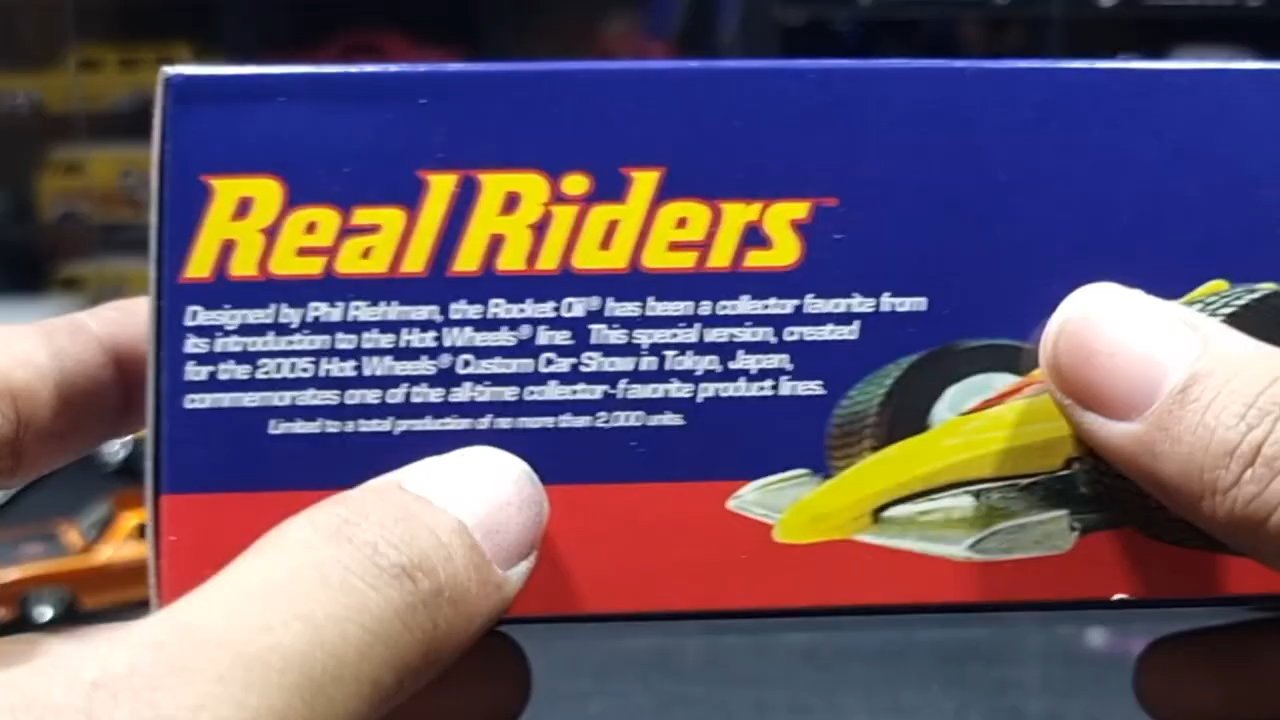 Real Riders™
Designed by Phil Riehlman, the Rocket Oil® has been a collector favorite from
its introduction to the Hot Wheels® line. This special version, created
for the 2005 Hot Wheels® Custom Car Show in Tokyo, Japan,
commemorates one of the all-time collector-favorite product lines.
Limited to a total production of no more than 2,000 units.